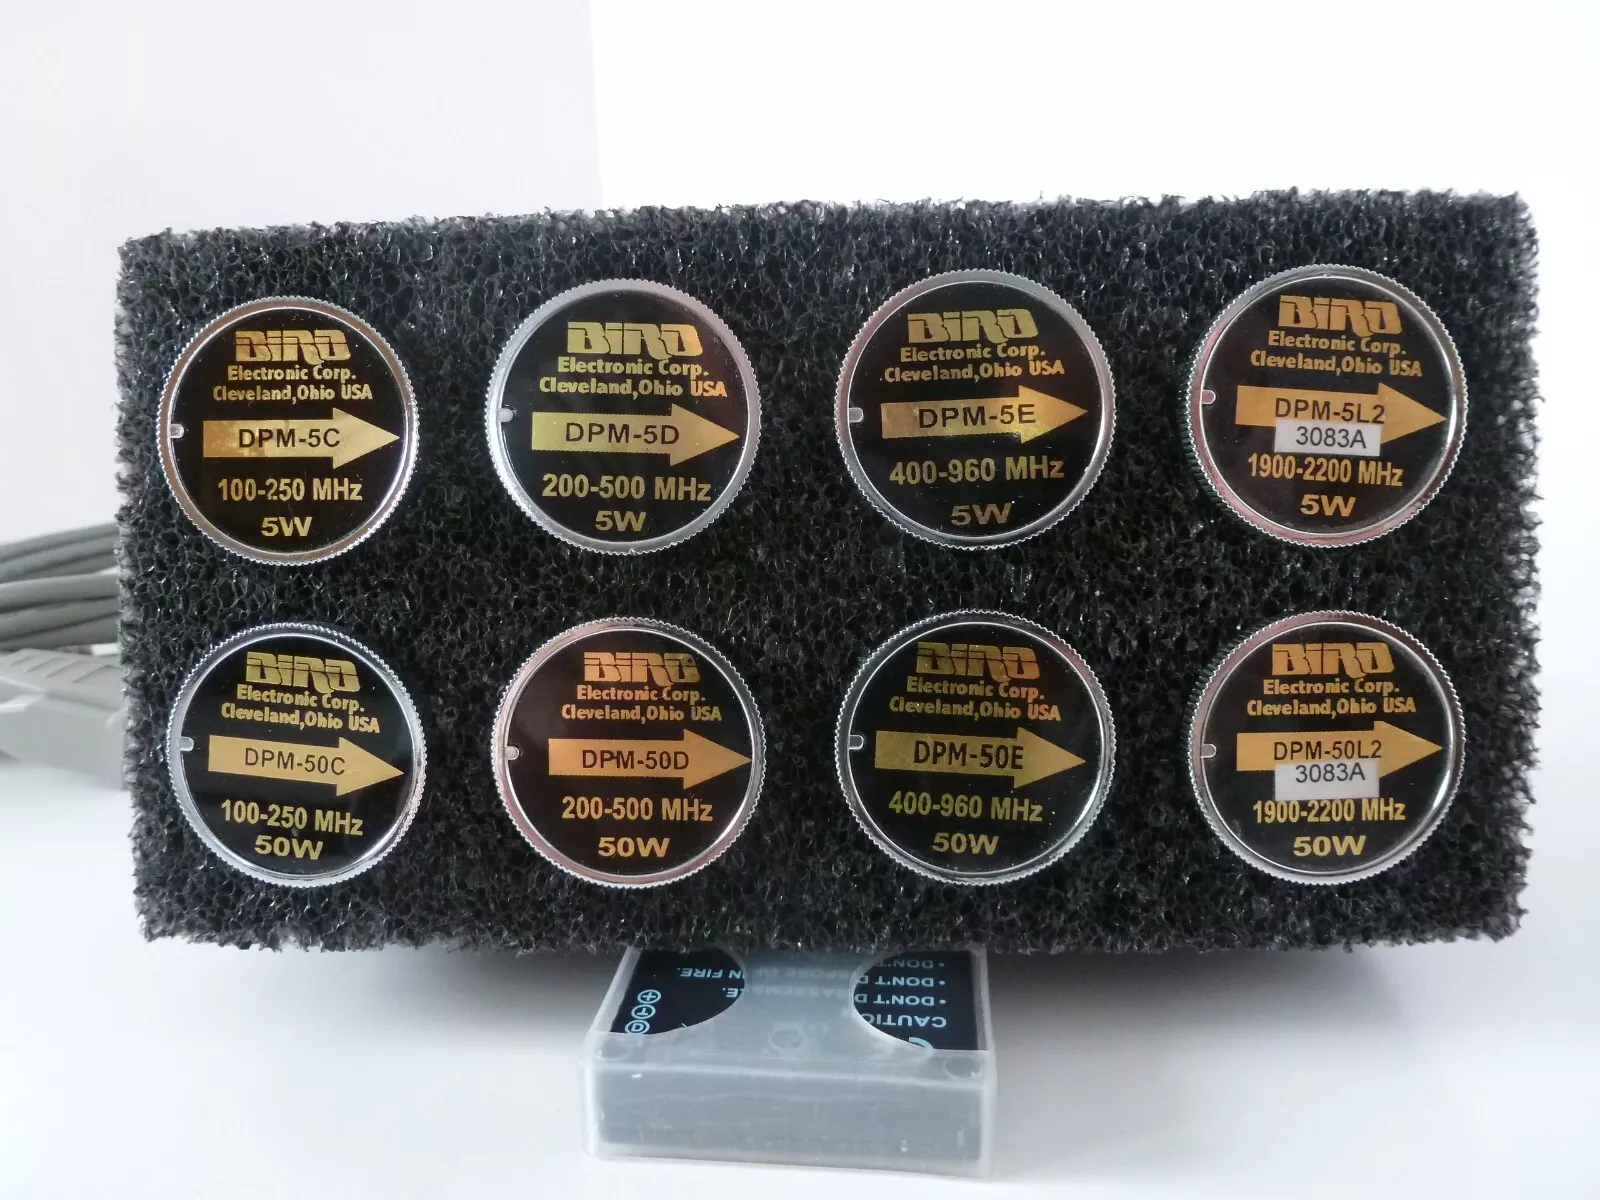 BIRD
Electronic Corp.
Cleveland,Ohio USA
DPM-5C
100-250 MHz
5W
BIRD
Electronic Corp.
Cleveland,Ohio USA
DPM-5D
200-500 MHz
5W
BIRD
Electronic Corp.
Cleveland,Ohio USA
DPM-5E
400-960 MHz
5W
BIRD
Electronic Corp.
Cleveland,Ohio USA
DPM-5L2
3083A
1900-2200 MHz
5W
BIRD
Electronic Corp.
Cleveland,Ohio USA
DPM-50C
100-250 MHz
50W
BIRD
Electronic Corp.
Cleveland,Ohio USA
DPM-50D
200-500 MHz
50W
BIRD
Electronic Corp.
Cleveland,Ohio USA
DPM-50E
400-960 MHz
50W
BIRD
Electronic Corp.
Cleveland,Ohio USA
DPM-50L2
3083A
1900-2200 MHz
50W
• DON'T
IN FIRE.
• DON'T
• DON'T